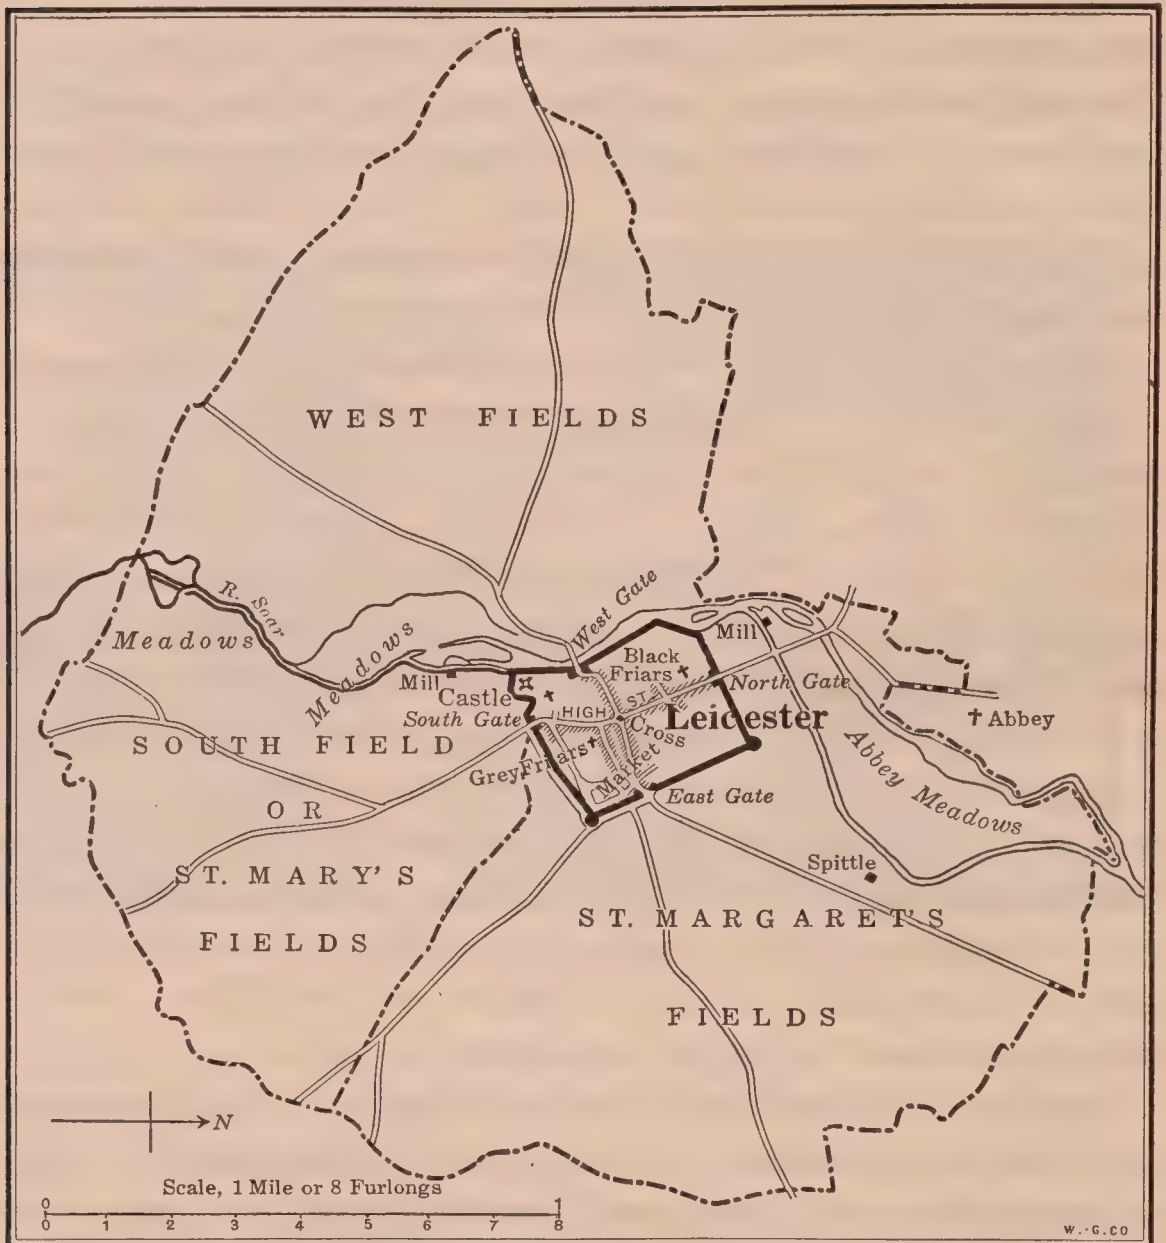 WEST FIELDS
R. Soar
Meadows
Meadows
West Gate
Mill
Black
Friars
Mill
Castle
North Gate
South Gate
HIGH ST.
Cross
Leicester
Abbey
SOUTH FIELD
Grey Friars
Market
Abbey Meadows
East Gate
OR
Spittle
ST. MARY'S
ST. MARGARET'S
FIELDS
FIELDS
N
Scale, 1 Mile or 8 Furlongs
0 1
0 1 2 3 4 5 6 7 8
W.-G.CO